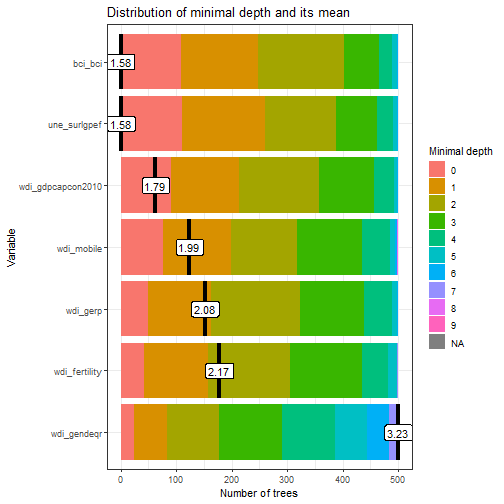 Distribution of minimal depth and its mean
bci_bci
1.58
une_surlgpef
1.58
wdi_gdpcapcon2010
1.79
wdi_mobile
1.99
wdi_gerp
2.08
wdi_fertility
2.17
wdi_gendeqr
3.23
Variable
0 100 200 300 400 500
Number of trees
Minimal depth
0
1
2
3
4
5
6
7
8
9
NA